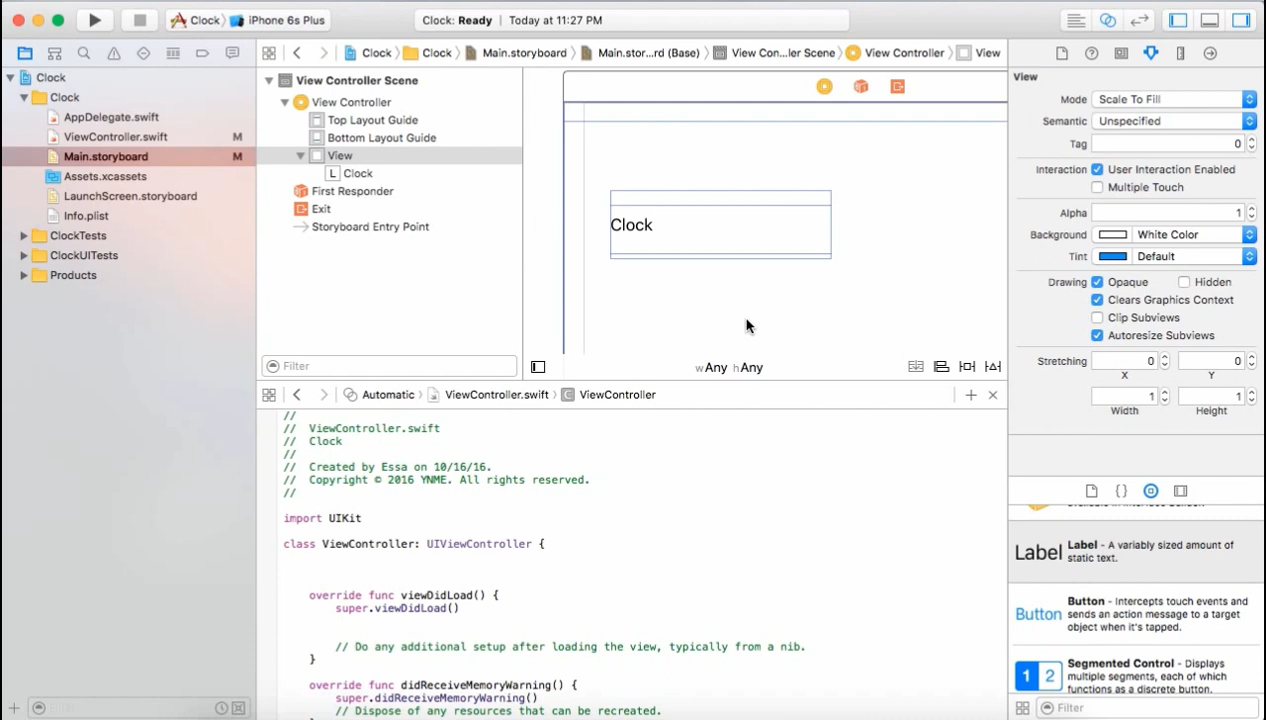 Clock iPhone 6s Plus Clock: Ready | Today at 11:27 PM
Clock Clock Main.storyboard Main.stor...rd (Base) View Con...ler Scene View Controller View
Clock
Clock
AppDelegate.swift
ViewController.swift M
Main.storyboard M
Assets.xcassets
LaunchScreen.storyboard
Info.plist
ClockTests
ClockUITests
Products
Filter
View Controller Scene
View Controller
Top Layout Guide
Bottom Layout Guide
View
L Clock
First Responder
Exit
Storyboard Entry Point
Filter
Clock
wAny hAny
Automatic ViewController.swift C ViewController
//
// ViewController.swift
// Clock
//
// Created by Essa on 10/16/16.
// Copyright © 2016 YNME. All rights reserved.
//
import UIKit
class ViewController: UIViewController {
override func viewDidLoad() {
super.viewDidLoad()
// Do any additional setup after loading the view, typically from a nib.
}
override func didReceiveMemoryWarning() {
super.didReceiveMemoryWarning()
// Dispose of any resources that can be recreated.
View
Mode Scale To Fill
Semantic Unspecified
Tag 0
Interaction User Interaction Enabled
Multiple Touch
Alpha 1
Background White Color
Tint Default
Drawing Opaque Hidden
Clears Graphics Context
Clip Subviews
Autoresize Subviews
Stretching 0 0
X Y
1 1
Width Height
{}
Label Label - A variably sized amount of
static text.
Button Button - Intercepts touch events and
sends an action message to a target
object when it's tapped.
1 2 Segmented Control - Displays
multiple segments, each of which
functions as a discrete button.
Filter